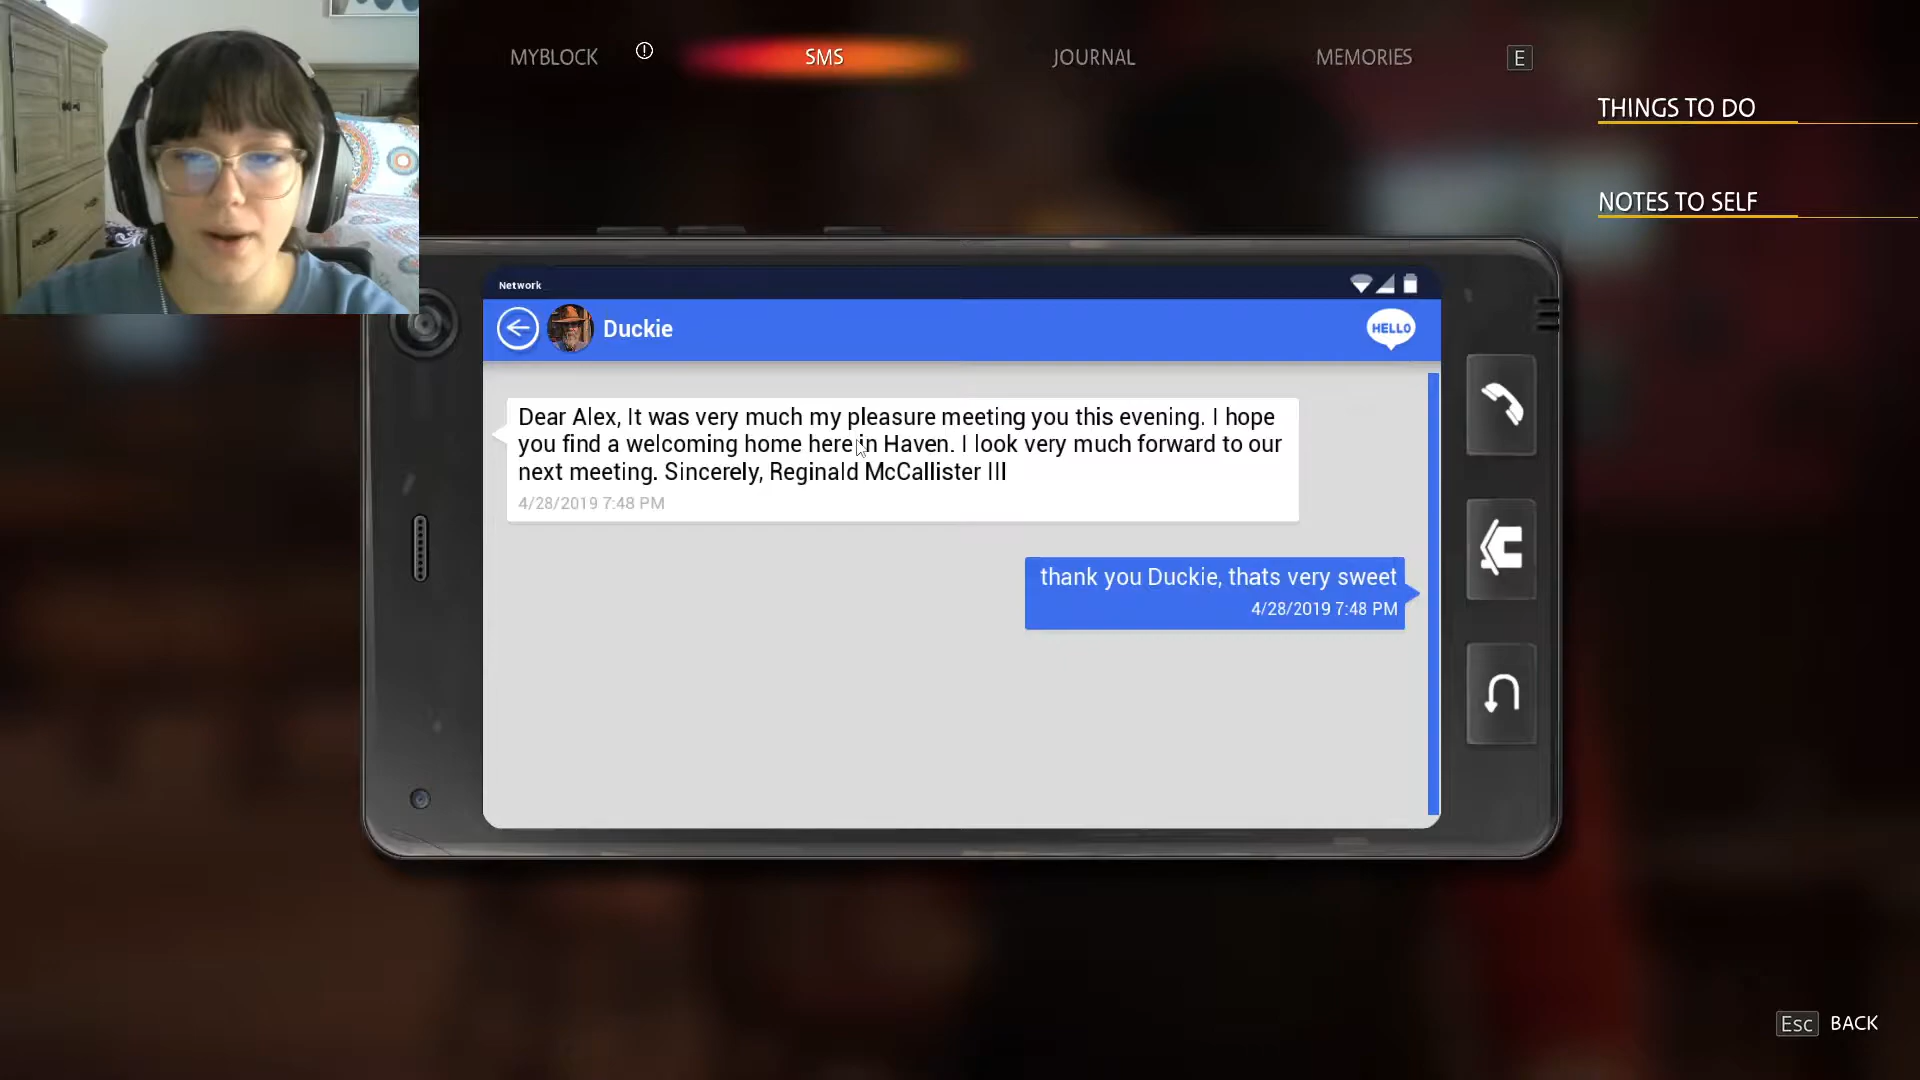 MYBLOCK
SMS
JOURNAL
MEMORIES
E
THINGS TO DO
NOTES TO SELF
Network
Duckie
HELLO
Dear Alex, It was very much my pleasure meeting you this evening. I hope
you find a welcoming home here in Haven. I look very much forward to our
next meeting. Sincerely, Reginald McCallister III
4/28/2019 7:48 PM
thank you Duckie, thats very sweet
4/28/2019 7:48 PM
Esc BACK